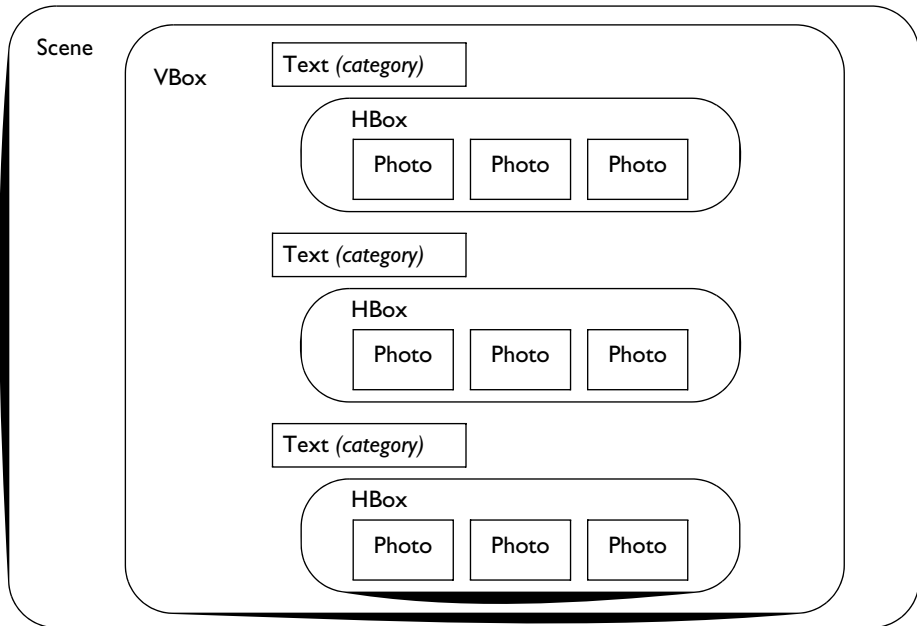 Scene
VBox
Text (category)
HBox
Photo Photo Photo
Text (category)
HBox
Photo Photo Photo
Text (category)
HBox
Photo Photo Photo